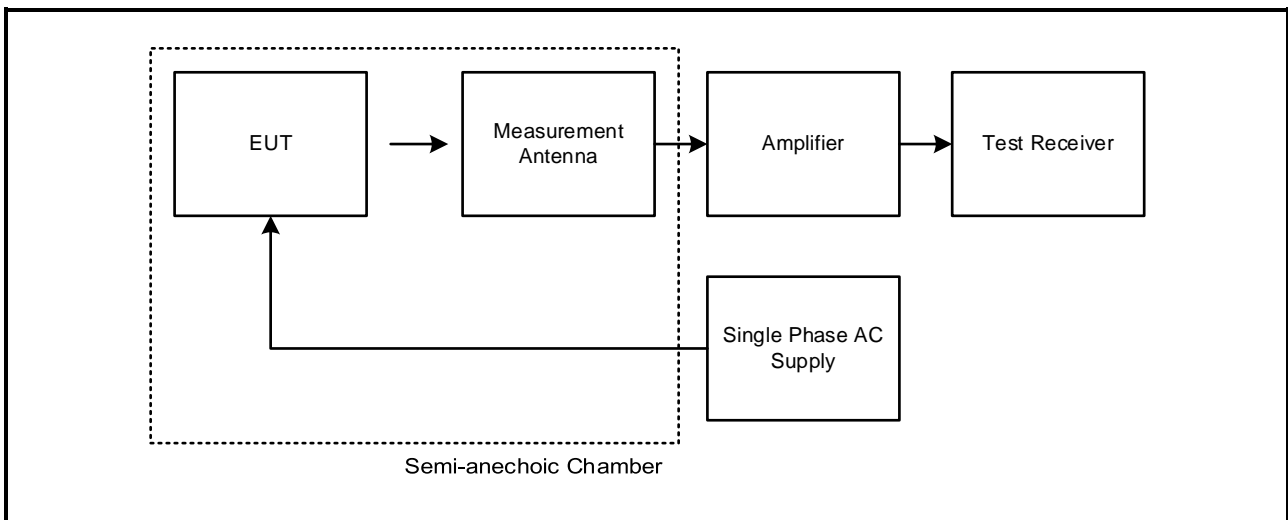 EUT
Measurement
Antenna
Amplifier
Test Receiver
Single Phase AC
Supply
Semi-anechoic Chamber